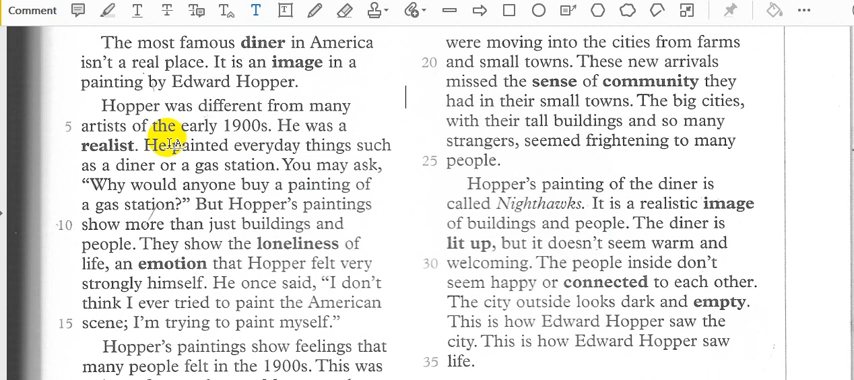 Comment
The most famous diner in America
isn't a real place. It is an image in a
painting by Edward Hopper.
Hopper was different from many
5 artists of the early 1900s. He was a
realist. He painted everyday things such
as a diner or a gas station. You may ask,
"Why would anyone buy a painting of
a gas station?" But Hopper's paintings
10 show more than just buildings and
people. They show the loneliness of
life, an emotion that Hopper felt very
strongly himself. He once said, "I don't
think I ever tried to paint the American
15 scene; I'm trying to paint myself."
Hopper's paintings show feelings that
many people felt in the 1900s. This was
were moving into the cities from farms
20 and small towns. These new arrivals
missed the sense of community they
had in their small towns. The big cities,
with their tall buildings and so many
strangers, seemed frightening to many
25 people.
Hopper's painting of the diner is
called Nighthawks. It is a realistic image
of buildings and people. The diner is
lit up, but it doesn't seem warm and
30 welcoming. The people inside don't
seem happy or connected to each other.
The city outside looks dark and empty.
This is how Edward Hopper saw the
city. This is how Edward Hopper saw
35 life.